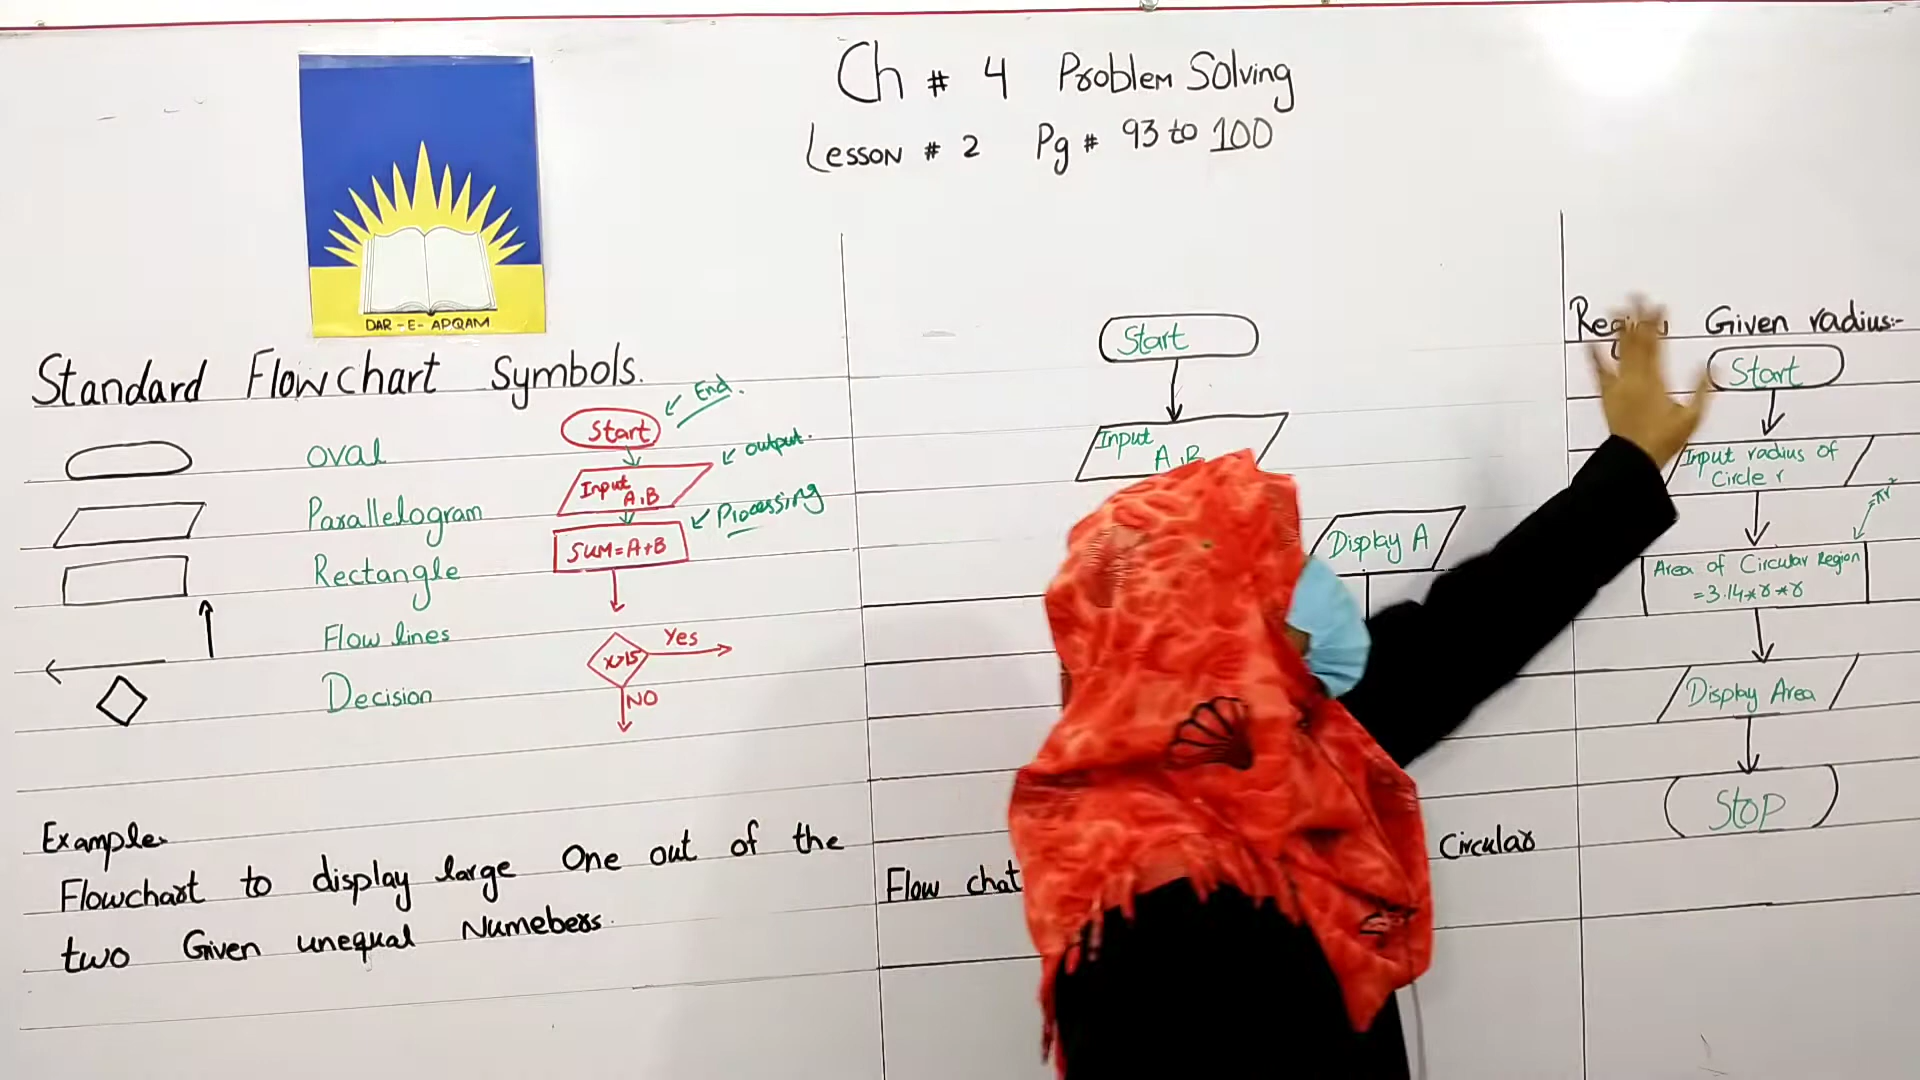 Ch # 4 Problem Solving
Lesson # 2 Pg # 93 to 100
DAR-E-ARQAM
Standard Flowchart Symbols.
oval
Parallelogram
Rectangle
Flow lines
Decision
Start
End.
Input
A,B
output.
SUM=A+B
Processing
x>15
Yes
NO
Example
Flowchart to display large One out of the
two Given unequal Numebers.
Start
Input
A,B
Display A
Flow chat
Circular
Given radius:-
Start
Input radius of
Circle r
=πr²
Area of Circular Region
=3.14*r*r
Display Area
Stop